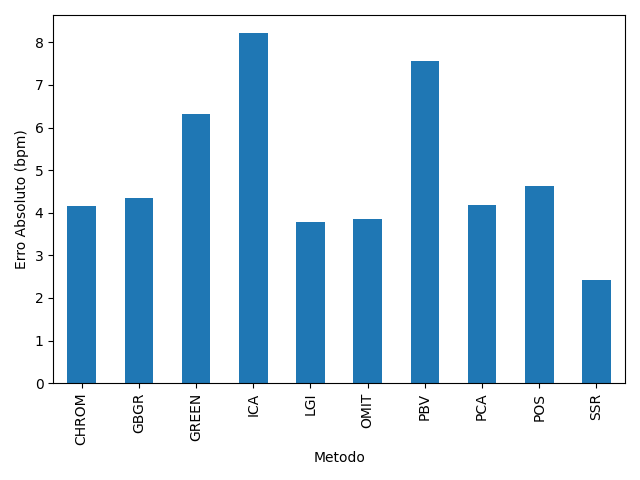 Erro Absoluto (bpm)
8
7
6
5
4
3
2
1
0
CHROM
GBGR
GREEN
ICA
LGI
OMIT
PBV
PCA
POS
SSR
Metodo